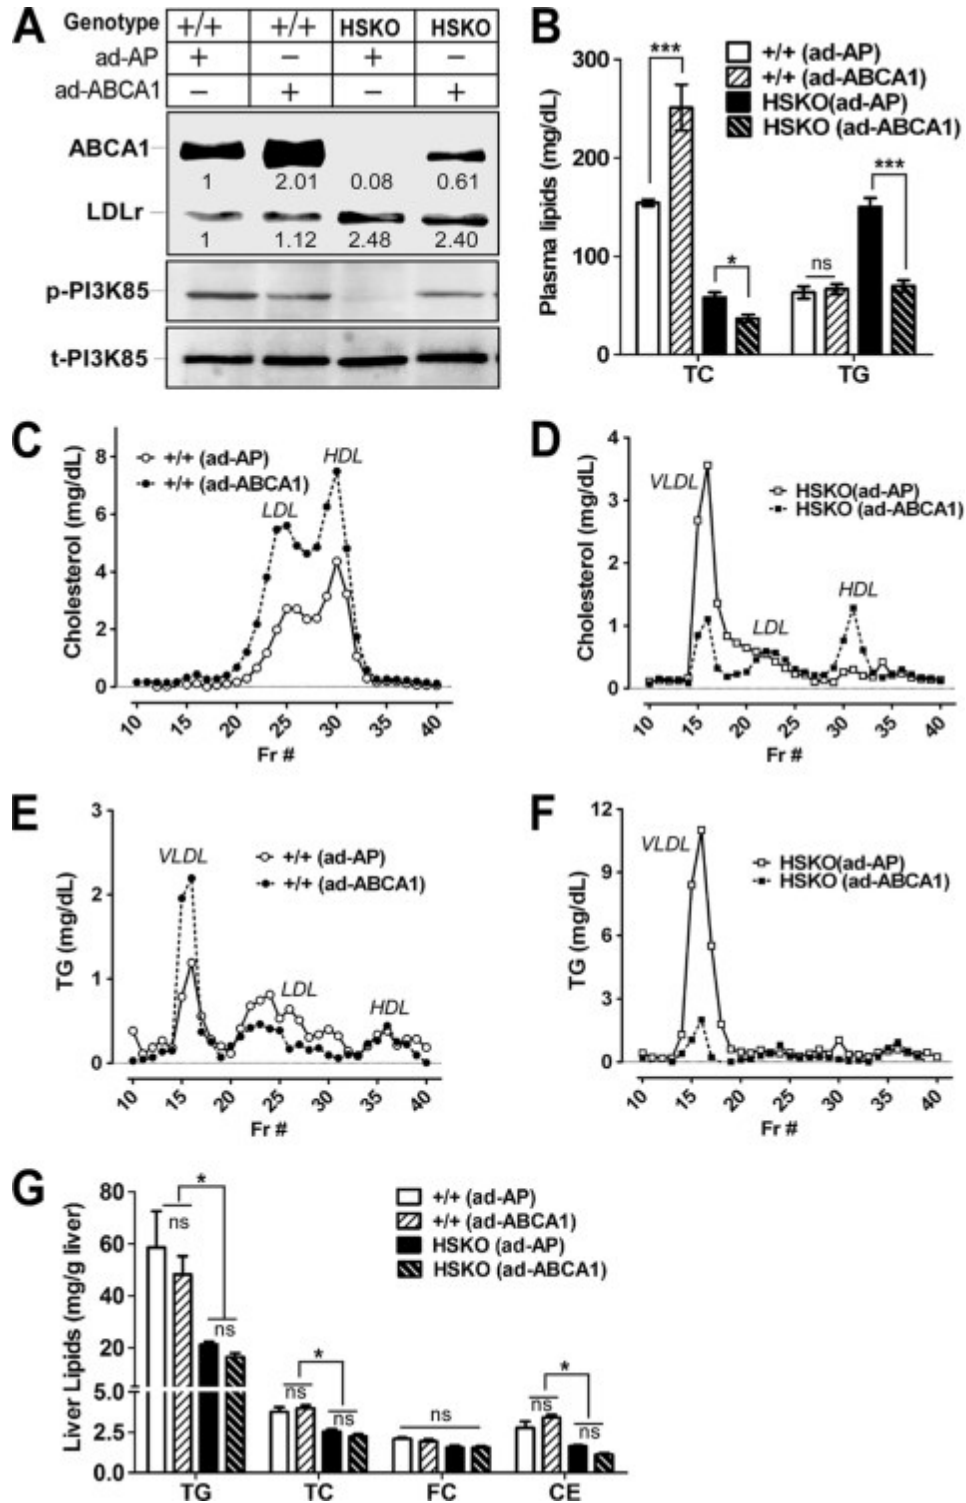 A
Genotype +/+ +/+ HSKO HSKO
ad-AP + − + −
ad-ABCA1 − + − +
ABCA1
1 2.01 0.08 0.61
LDLr
1 1.12 2.48 2.40
p-PI3K85
t-PI3K85
B
+/+ (ad-AP)
+/+ (ad-ABCA1)
HSKO(ad-AP)
HSKO (ad-ABCA1)
Plasma lipids (mg/dL)
300
200
100
0
***
*
ns
***
TC TG
C
+/+ (ad-AP)
+/+ (ad-ABCA1)
LDL
HDL
Cholesterol (mg/dL)
8
6
4
2
0
10 15 20 25 30 35 40
Fr #
D
HSKO(ad-AP)
HSKO (ad-ABCA1)
VLDL
LDL
HDL
Cholesterol (mg/dL)
4
3
2
1
0
10 15 20 25 30 35 40
Fr #
E
+/+ (ad-AP)
+/+ (ad-ABCA1)
VLDL
LDL
HDL
TG (mg/dL)
3
2
1
0
10 15 20 25 30 35 40
Fr #
F
HSKO(ad-AP)
HSKO (ad-ABCA1)
VLDL
TG (mg/dL)
12
9
6
3
0
10 15 20 25 30 35 40
Fr #
G
+/+ (ad-AP)
+/+ (ad-ABCA1)
HSKO (ad-AP)
HSKO (ad-ABCA1)
Liver Lipids (mg/g liver)
80
60
40
20
5.0
2.5
0.0
*
ns
ns
*
ns
ns
ns
*
ns
ns
TG TC FC CE